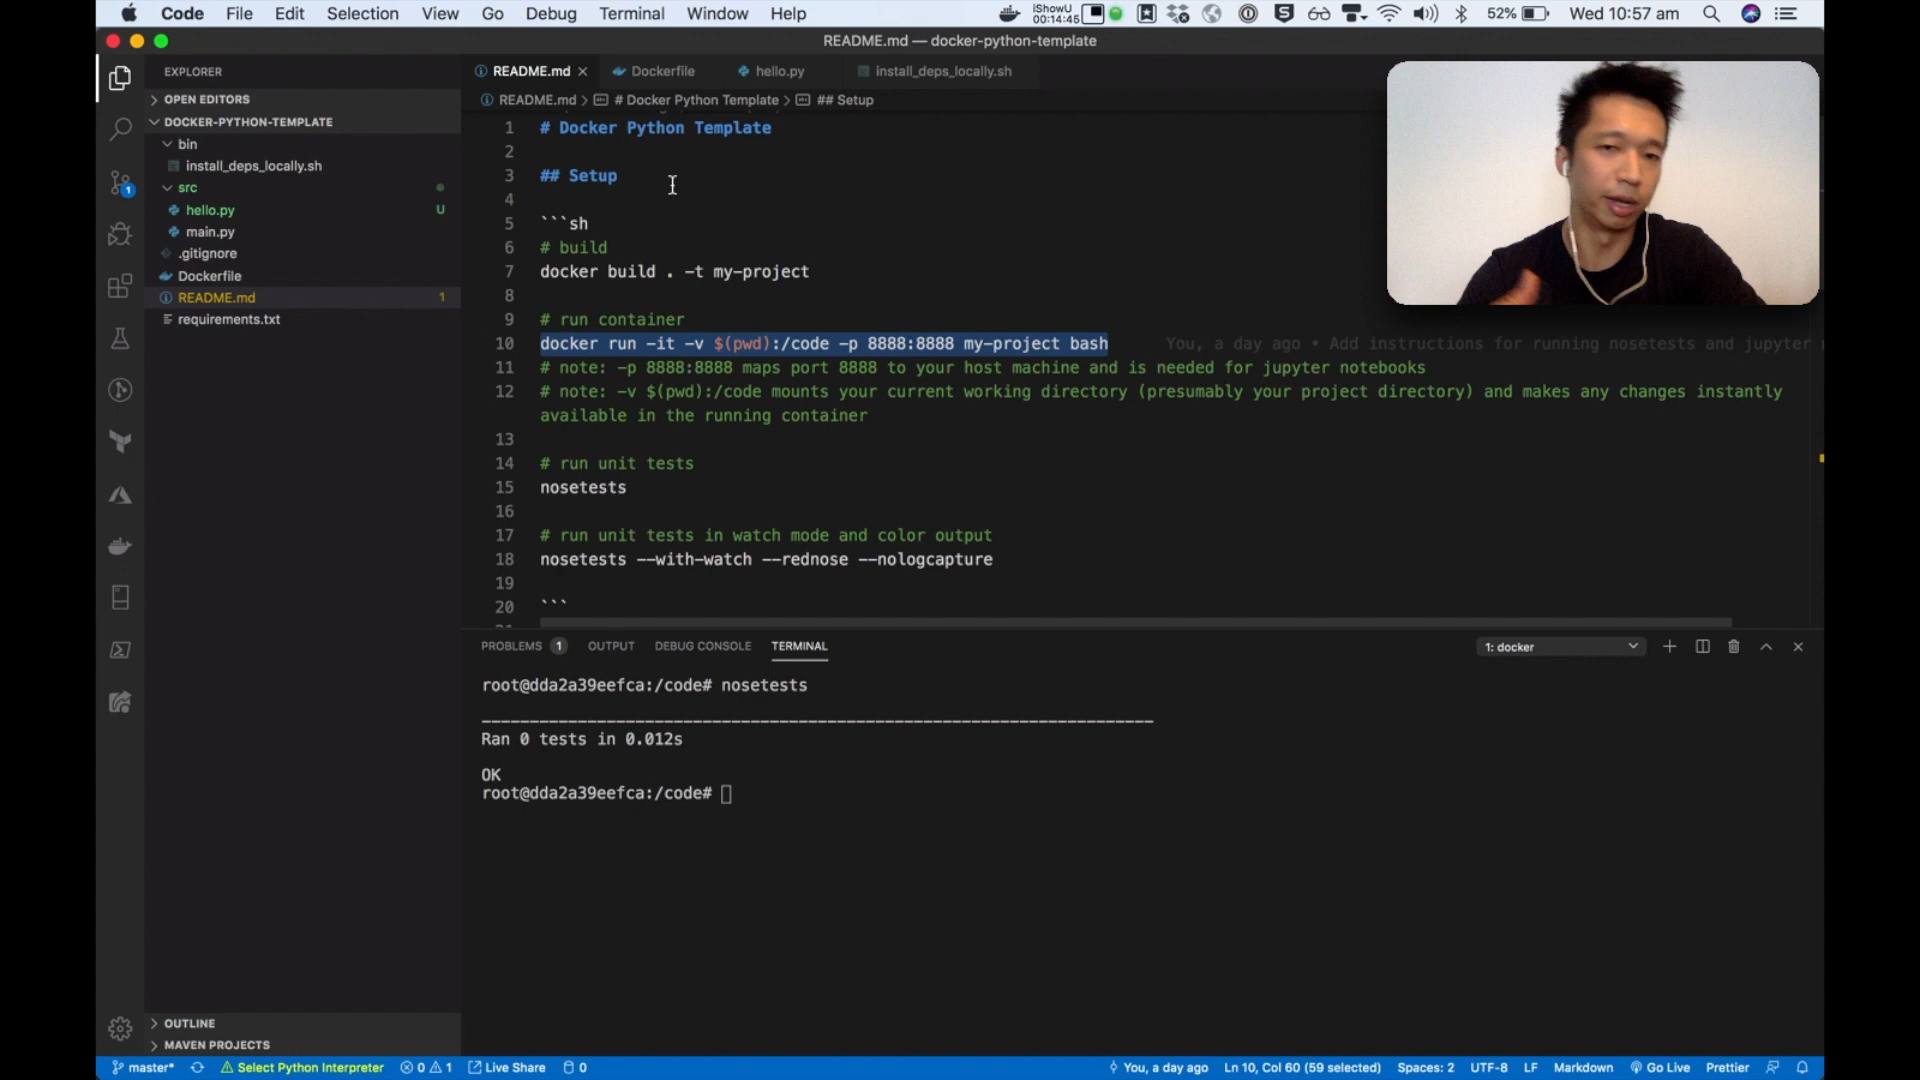 Code File Edit Selection View Go Debug Terminal Window Help iShowU 00:14:45 52% Wed 10:57 am
README.md — docker-python-template
EXPLORER
OPEN EDITORS
DOCKER-PYTHON-TEMPLATE
bin
install_deps_locally.sh
src
hello.py U
main.py
.gitignore
Dockerfile
README.md 1
requirements.txt
OUTLINE
MAVEN PROJECTS
1
README.md Dockerfile hello.py install_deps_locally.sh
README.md > # Docker Python Template > ## Setup
1 # Docker Python Template
2
3 ## Setup
4
5 ```sh
6 # build
7 docker build . -t my-project
8
9 # run container
10 docker run -it -v $(pwd):/code -p 8888:8888 my-project bash You, a day ago • Add instructions for running nosetests and jupyter
11 # note: -p 8888:8888 maps port 8888 to your host machine and is needed for jupyter notebooks
12 # note: -v $(pwd):/code mounts your current working directory (presumably your project directory) and makes any changes instantly
available in the running container
13
14 # run unit tests
15 nosetests
16
17 # run unit tests in watch mode and color output
18 nosetests --with-watch --rednose --nologcapture
19
20 ```
PROBLEMS 1 OUTPUT DEBUG CONSOLE TERMINAL 1: docker
root@dda2a39eefca:/code# nosetests
----------------------------------------------------------------------
Ran 0 tests in 0.012s
OK
root@dda2a39eefca:/code#
master* Select Python Interpreter 0 1 Live Share 0 You, a day ago Ln 10, Col 60 (59 selected) Spaces: 2 UTF-8 LF Markdown Go Live Prettier